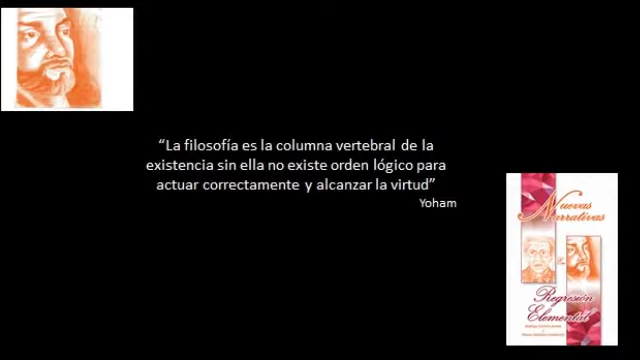 “La filosofía es la columna vertebral de la
existencia sin ella no existe orden lógico para
actuar correctamente y alcanzar la virtud”
Yoham
Nuevas
Narrativas
Regresión
Elemental